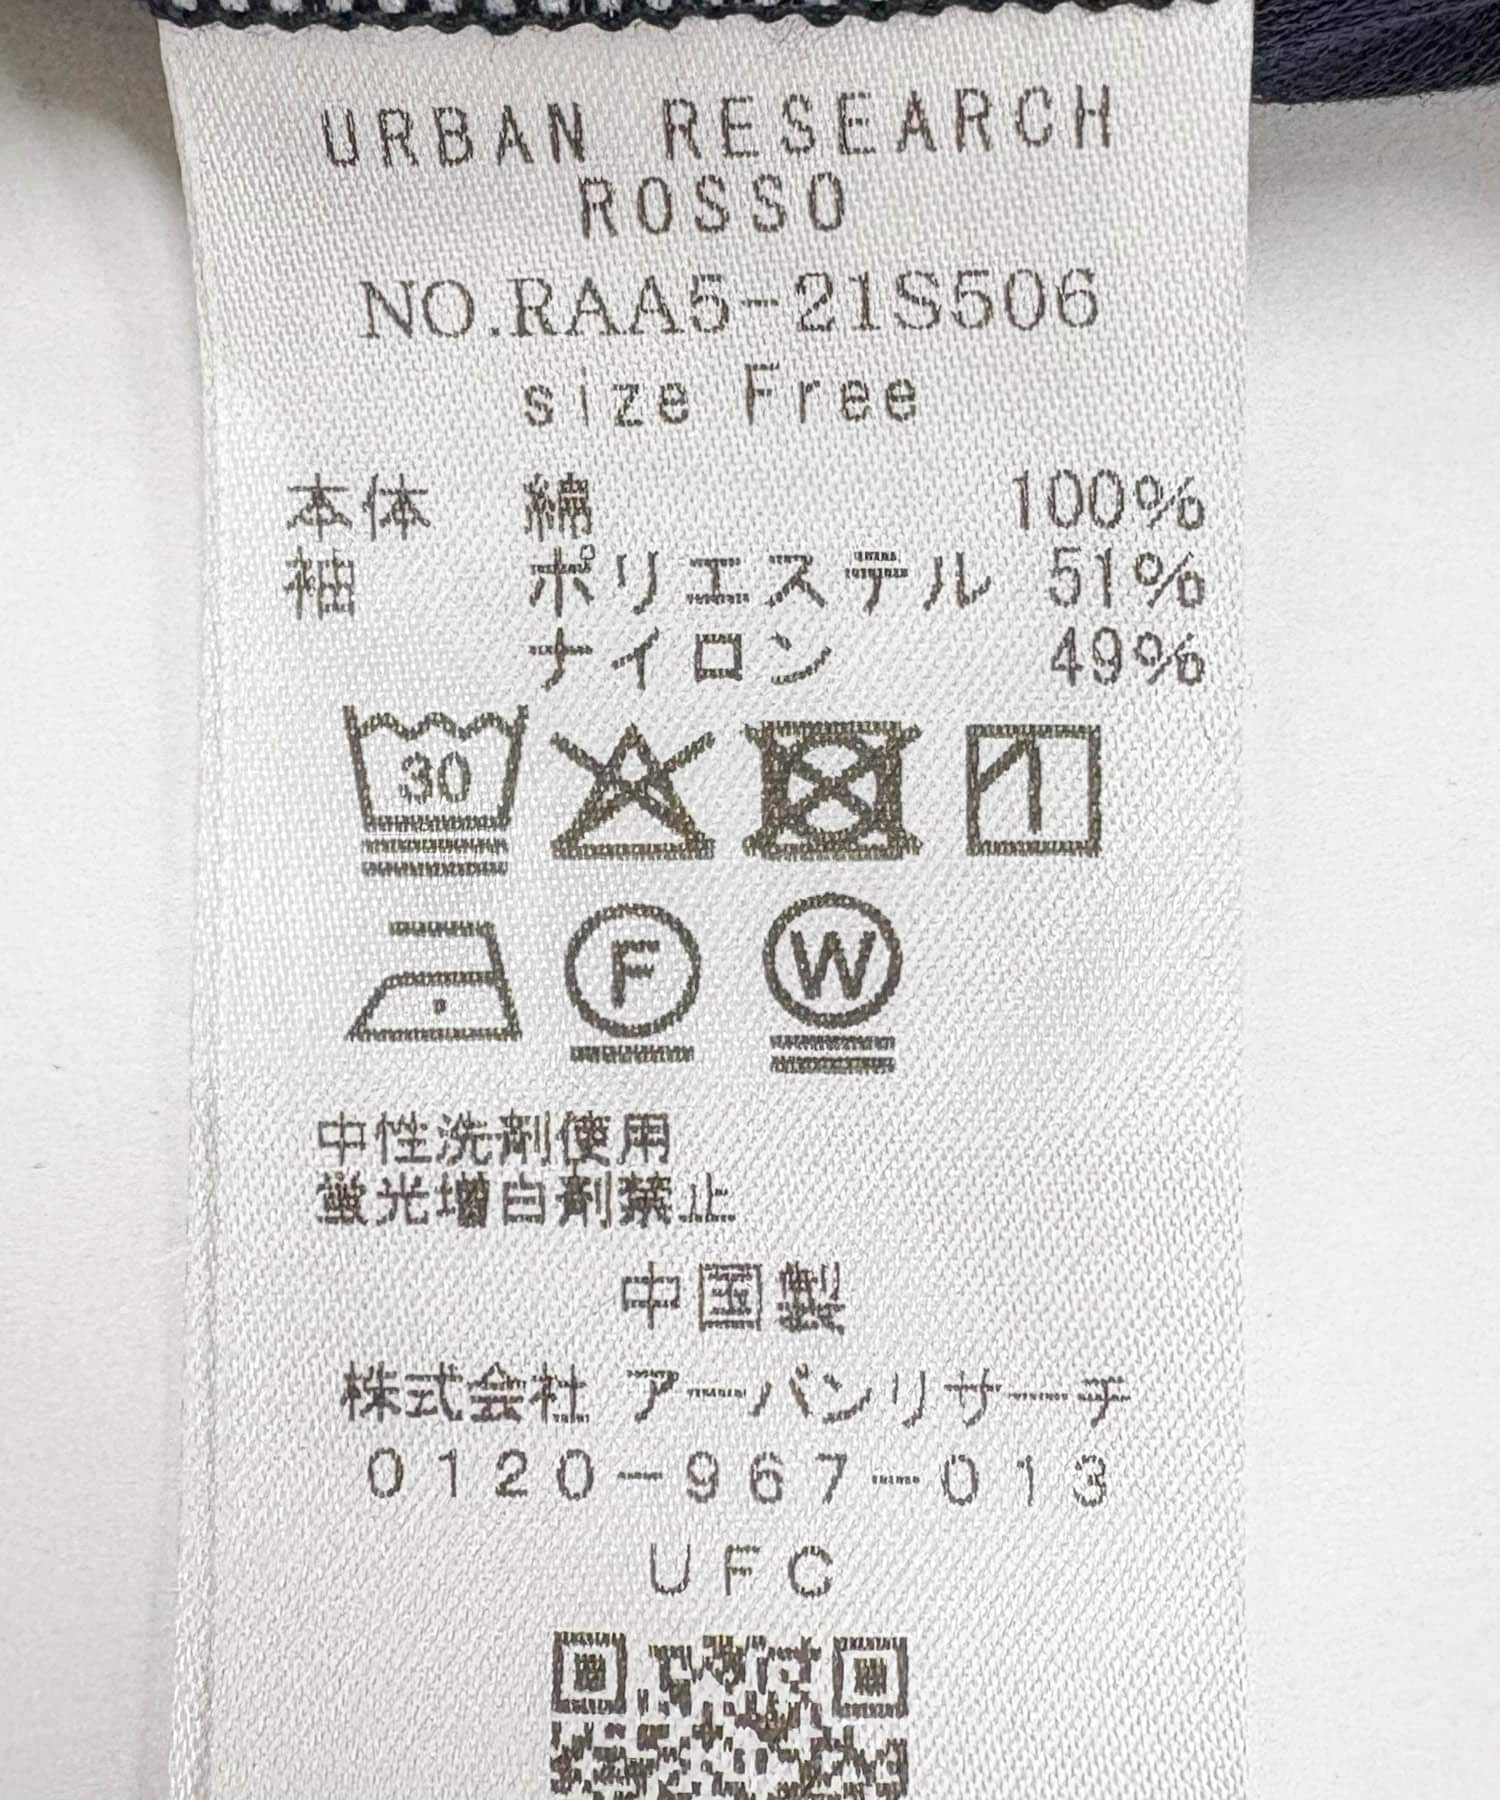 URBAN RESEARCH
ROSSO
NO.RAA5-21S506
size Free
本体 綿 100%
袖 ポリエステル 51%
ナイロン 49%
30
F
W
中性洗剤使用
蛍光増白剤禁止
中国製
株式会社 アーバンリサーチ
0120-967-013
UFC